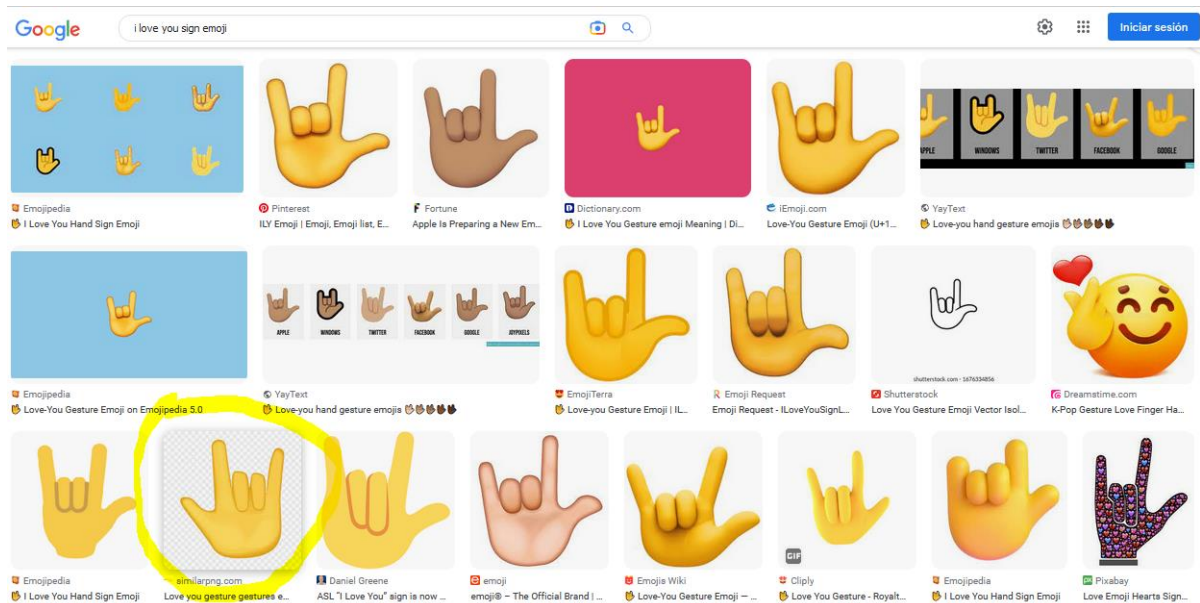 Google
i love you sign emoji
Iniciar sesión
APPLE WINDOWS TWITTER FACEBOOK GOOGLE
Emojipedia
🤟 I Love You Hand Sign Emoji
Pinterest
ILY Emoji | Emoji, Emoji list, E...
Fortune
Apple Is Preparing a New Em...
Dictionary.com
🤟 I Love You Gesture emoji Meaning | Di...
iEmoji.com
Love-You Gesture Emoji (U+1...
YayText
🤟 Love-you hand gesture emojis 🤟🏻🤟🏼🤟🏽🤟🏾🤟🏿
APPLE WINDOWS TWITTER FACEBOOK GOOGLE JOYPIXELS
shutterstock.com · 1676334856
Emojipedia
🤟 Love-You Gesture Emoji on Emojipedia 5.0
YayText
🤟 Love-you hand gesture emojis 🤟🏻🤟🏼🤟🏽🤟🏾🤟🏿
EmojiTerra
🤟 Love-you Gesture Emoji | IL...
Emoji Request
Emoji Request - ILoveYouSignL...
Shutterstock
Love You Gesture Emoji Vector Isol...
Dreamstime.com
K-Pop Gesture Love Finger Ha...
GIF
Emojipedia
🤟 I Love You Hand Sign Emoji
similarpng.com
Love you gesture gestures e...
Daniel Greene
ASL "I Love You" sign is now ...
emoji
emoji® – The Official Brand | ...
Emojis Wiki
🤟 Love-You Gesture Emoji — ...
Cliply
🤟 Love You Gesture - Royalt...
Emojipedia
🤟 I Love You Hand Sign Emoji
Pixabay
Love Emoji Hearts Sign...